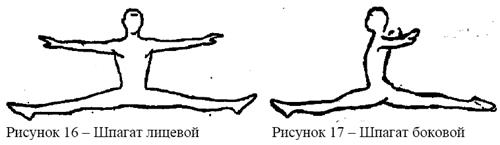 Рисунок 16 – Шпагат лицевой
Рисунок 17 – Шпагат боковой